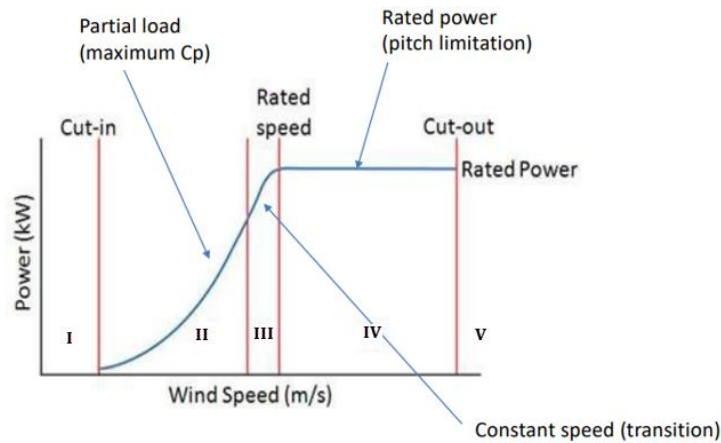 Partial load
(maximum Cp)
Rated power
(pitch limitation)
Cut-in
Rated
speed
Cut-out
Rated Power
Power (kW)
I
II
III
IV
V
Wind Speed (m/s)
Constant speed (transition)